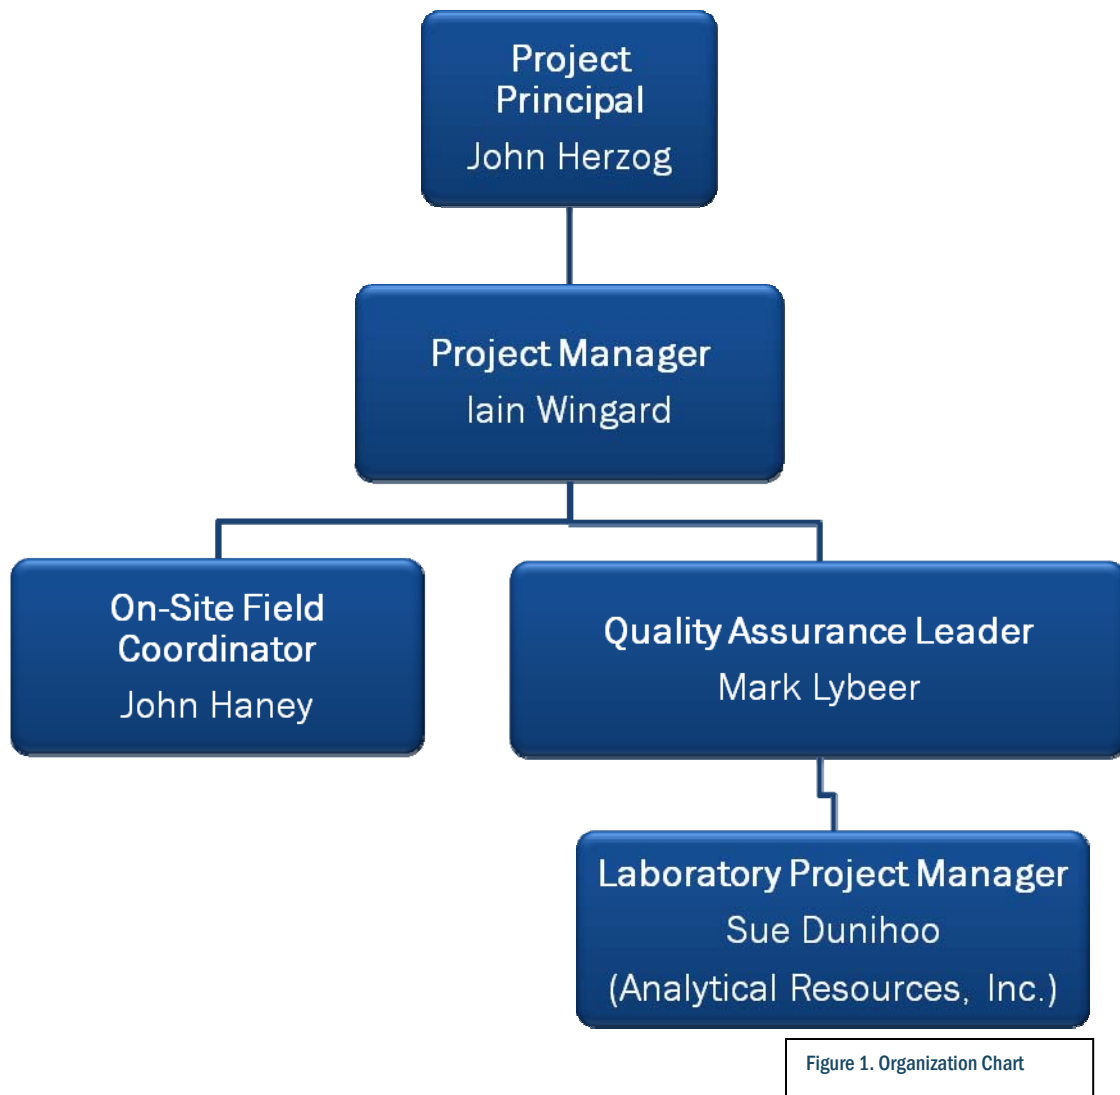 Project
Principal
John Herzog
Project Manager
Iain Wingard
On-Site Field
Coordinator
John Haney
Quality Assurance Leader
Mark Lybeer
Laboratory Project Manager
Sue Dunihoo
(Analytical Resources, Inc.)
Figure 1. Organization Chart